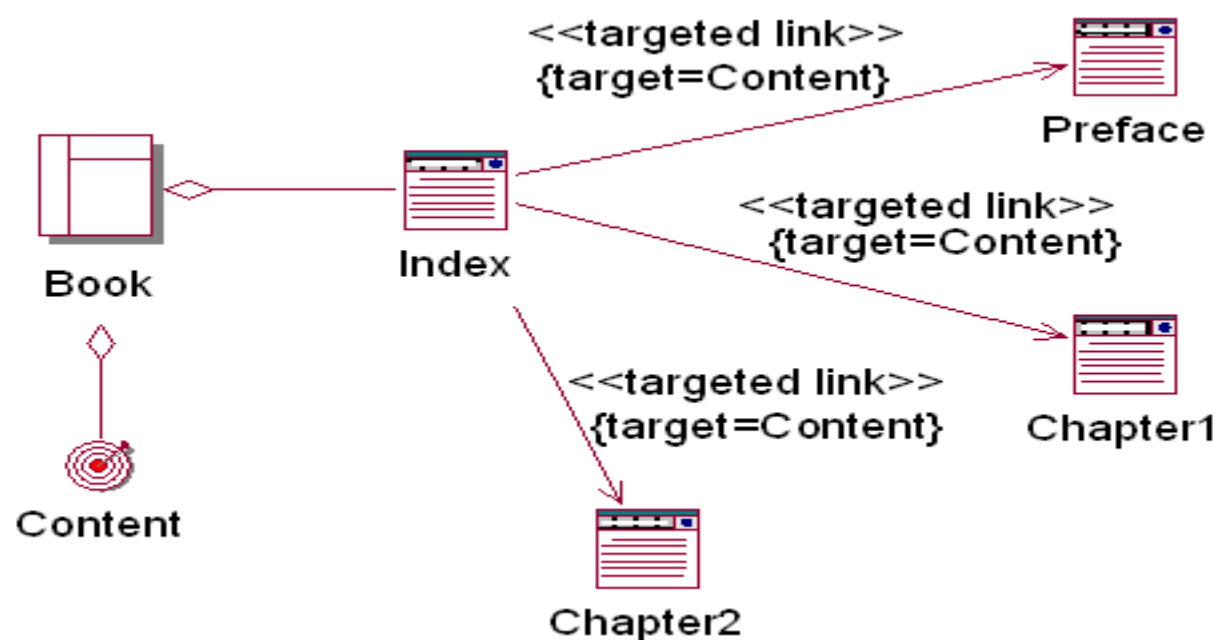 <<targeted link>>
{target=Content}
Preface
<<targeted link>>
{target=Content}
Index
Book
<<targeted link>>
{target=Content}
Chapter1
Content
Chapter2